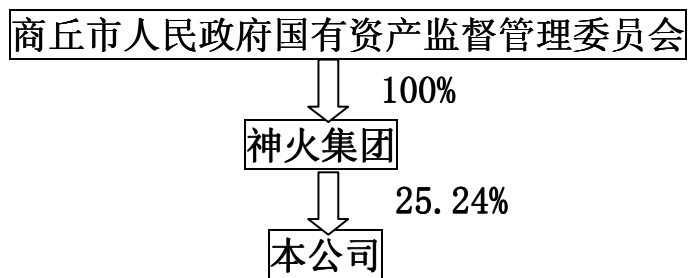 商丘市人民政府国有资产监督管理委员会
100%
神火集团
25.24%
本公司